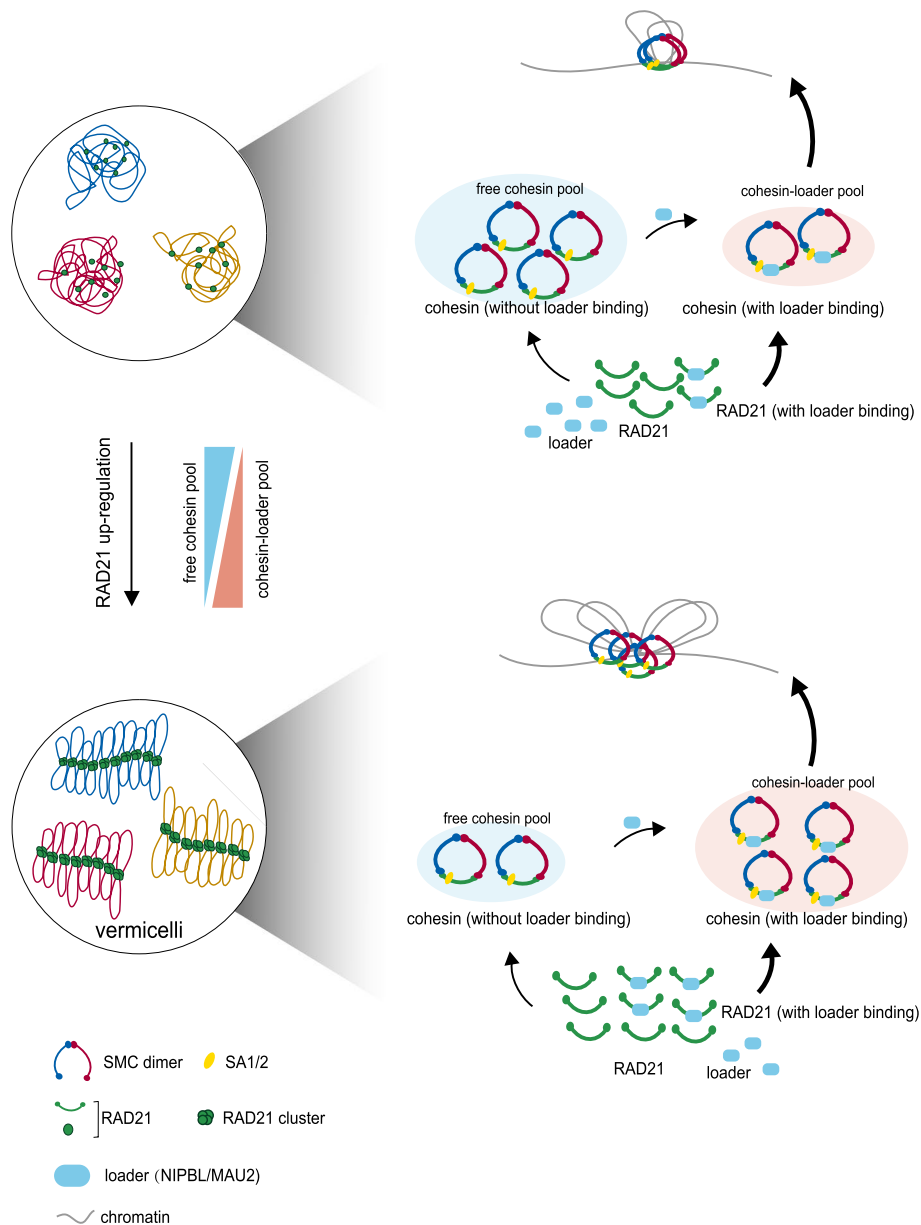 free cohesin pool
cohesin-loader pool
cohesin (without loader binding)
cohesin (with loader binding)
RAD21 (with loader binding)
loader
RAD21
RAD21 up-regulation
free cohesin pool
cohesin-loader pool
cohesin-loader pool
free cohesin pool
cohesin (without loader binding)
cohesin (with loader binding)
vermicelli
RAD21 (with loader binding)
RAD21
loader
SMC dimer
SA1/2
RAD21
RAD21 cluster
loader (NIPBL/MAU2)
chromatin